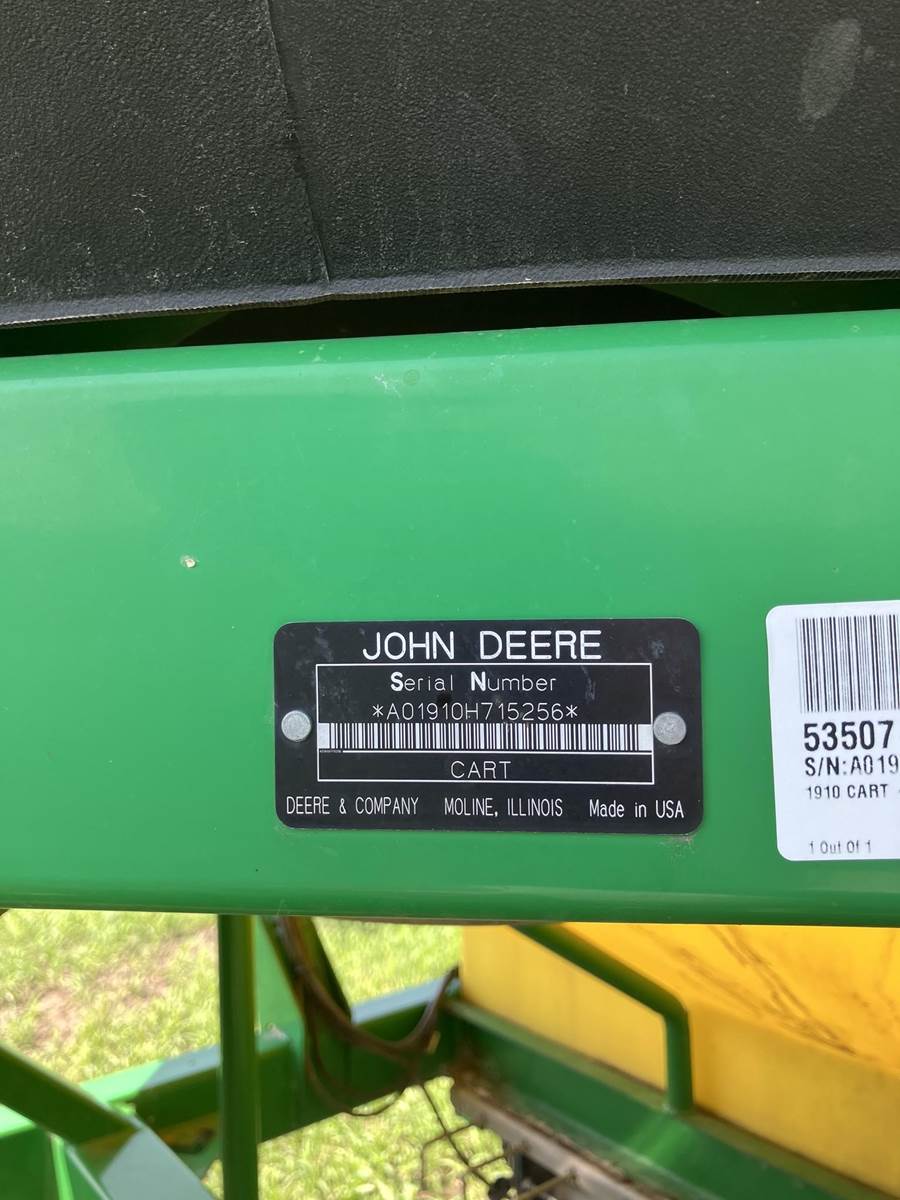 JOHN DEERE
Serial Number
*A01910H715256*
CART
DEERE & COMPANY MOLINE, ILLINOIS Made in USA
53507
S/N:A019
1910 CART
1 Out Of 1